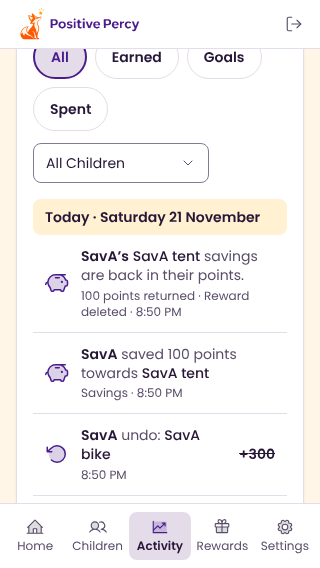 Positive Percy
All
Earned
Goals
Spent
All Children
Today · Saturday 21 November
SavA’s SavA tent savings
are back in their points.
100 points returned · Reward
deleted · 8:50 PM
SavA saved 100 points
towards SavA tent
Savings · 8:50 PM
SavA undo: SavA
bike
+300
8:50 PM
Home
Children
Activity
Rewards
Settings